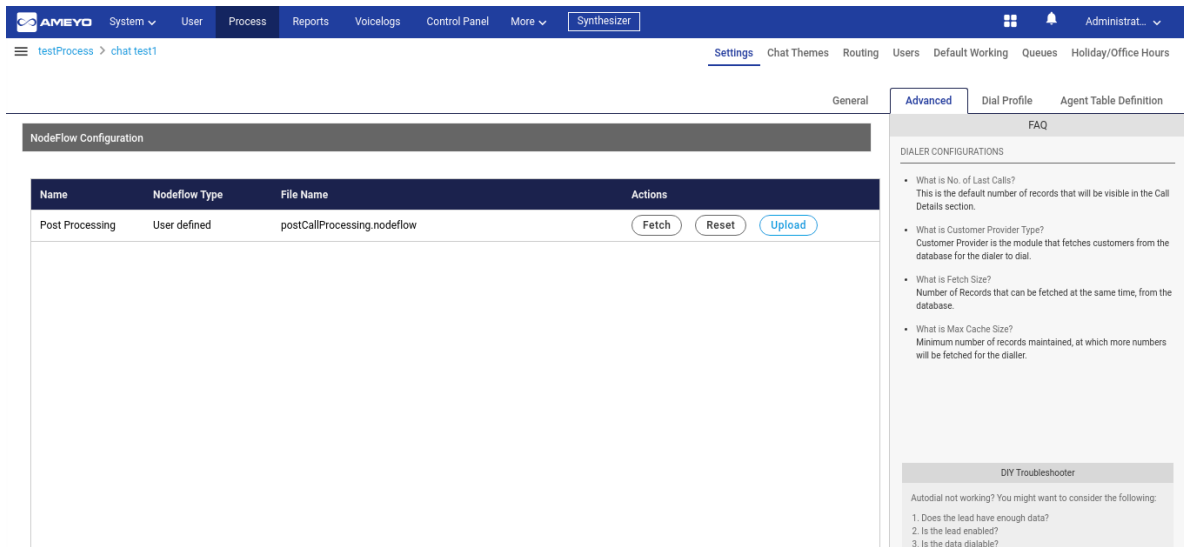 AMEYO System User Process Reports Voicelogs Control Panel More Synthesizer Administrat...
testProcess > chat test1
Settings Chat Themes Routing Users Default Working Queues Holiday/Office Hours
General Advanced Dial Profile Agent Table Definition
NodeFlow Configuration
Name Nodeflow Type File Name Actions
Post Processing User defined postCallProcessing.nodeflow Fetch Reset Upload
FAQ
DIALER CONFIGURATIONS
• What is No. of Last Calls?
This is the default number of records that will be visible in the Call
Details section.
• What is Customer Provider Type?
Customer Provider is the module that fetches customers from the
database for the dialer to dial.
• What is Fetch Size?
Number of Records that can be fetched at the same time, from the
database.
• What is Max Cache Size?
Minimum number of records maintained, at which more numbers
will be fetched for the dialler.
DIY Troubleshooter
Autodial not working? You might want to consider the following:
1. Does the lead have enough data?
2. Is the lead enabled?
3. Is the data dialable?